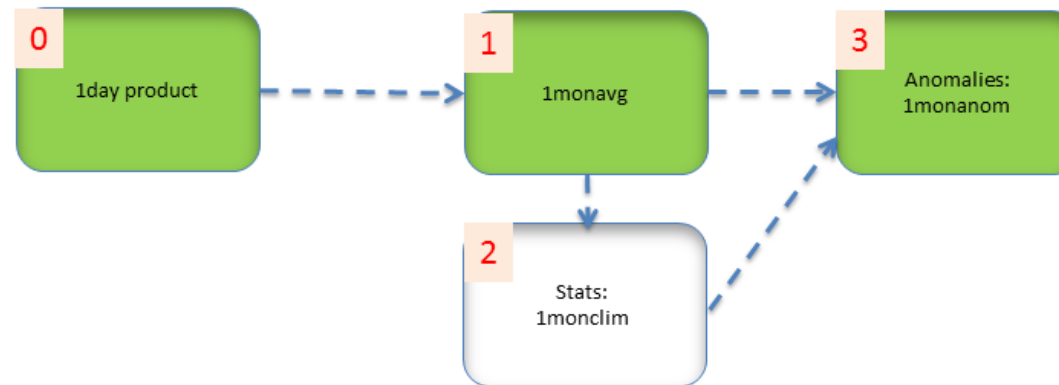 0
1day product
1
1monavg
3
Anomalies:
1monanom
2
Stats:
1monclim